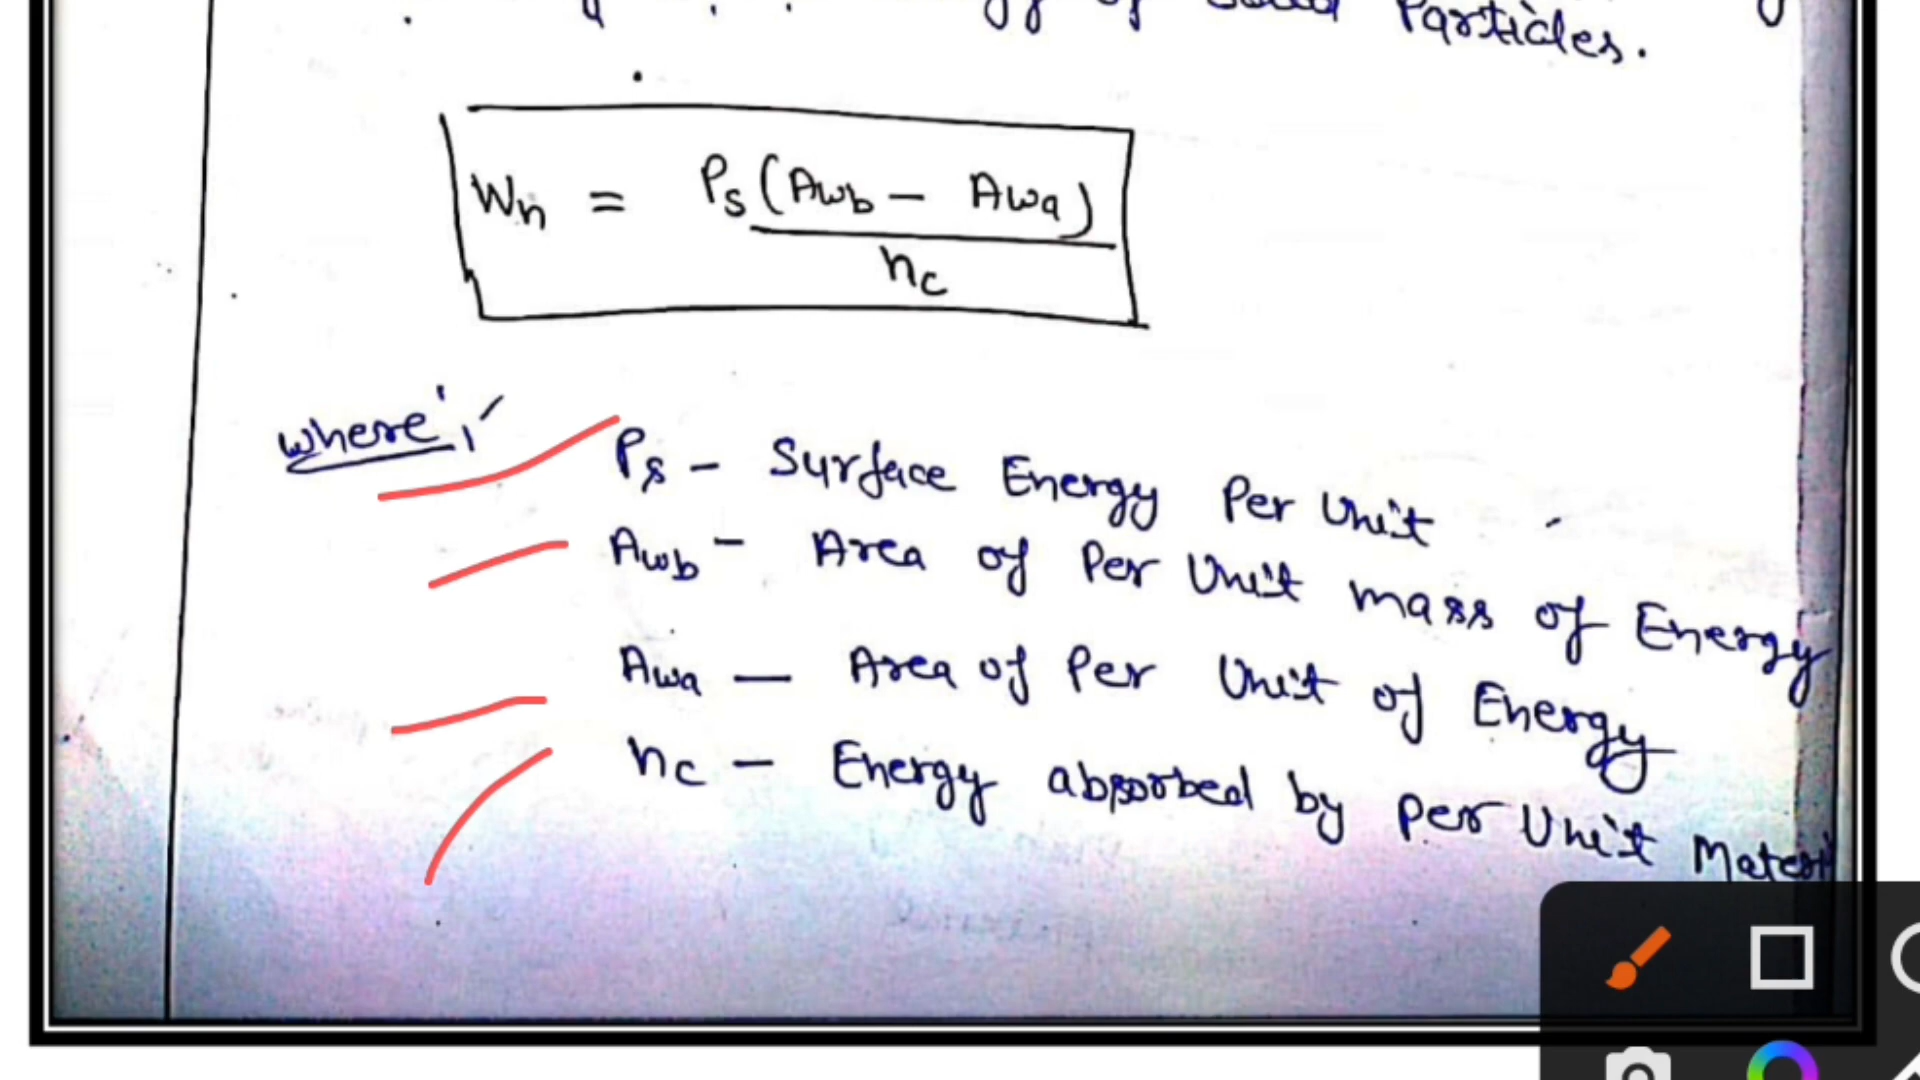 of Particles.
Wn = Ps(Awb - Awa)
nc
where;
Ps - Surface Energy Per Unit
Awb - Area of Per Unit mass of Energy
Awa - Area of Per Unit of Energy
nc - Energy absorbed by Per Unit